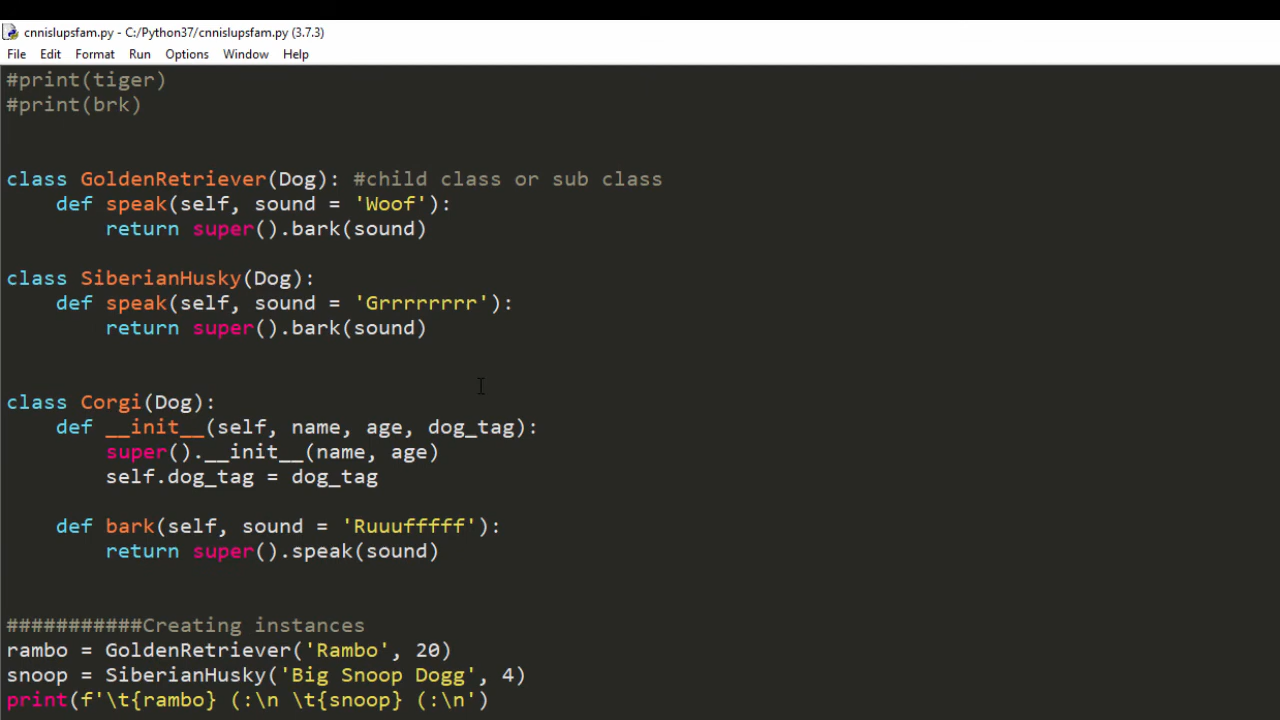 cnnislupsfam.py - C:/Python37/cnnislupsfam.py (3.7.3)
File Edit Format Run Options Window Help
#print(tiger)
#print(brk)
class GoldenRetriever(Dog): #child class or sub class
    def speak(self, sound = 'Woof'):
        return super().bark(sound)
class SiberianHusky(Dog):
    def speak(self, sound = 'Grrrrrrrr'):
        return super().bark(sound)
class Corgi(Dog):
    def __init__(self, name, age, dog_tag):
        super().__init__(name, age)
        self.dog_tag = dog_tag
    def bark(self, sound = 'Ruuufffff'):
        return super().speak(sound)
###########Creating instances
rambo = GoldenRetriever('Rambo', 20)
snoop = SiberianHusky('Big Snoop Dogg', 4)
print(f'\t{rambo} (:\n \t{snoop} (:\n')